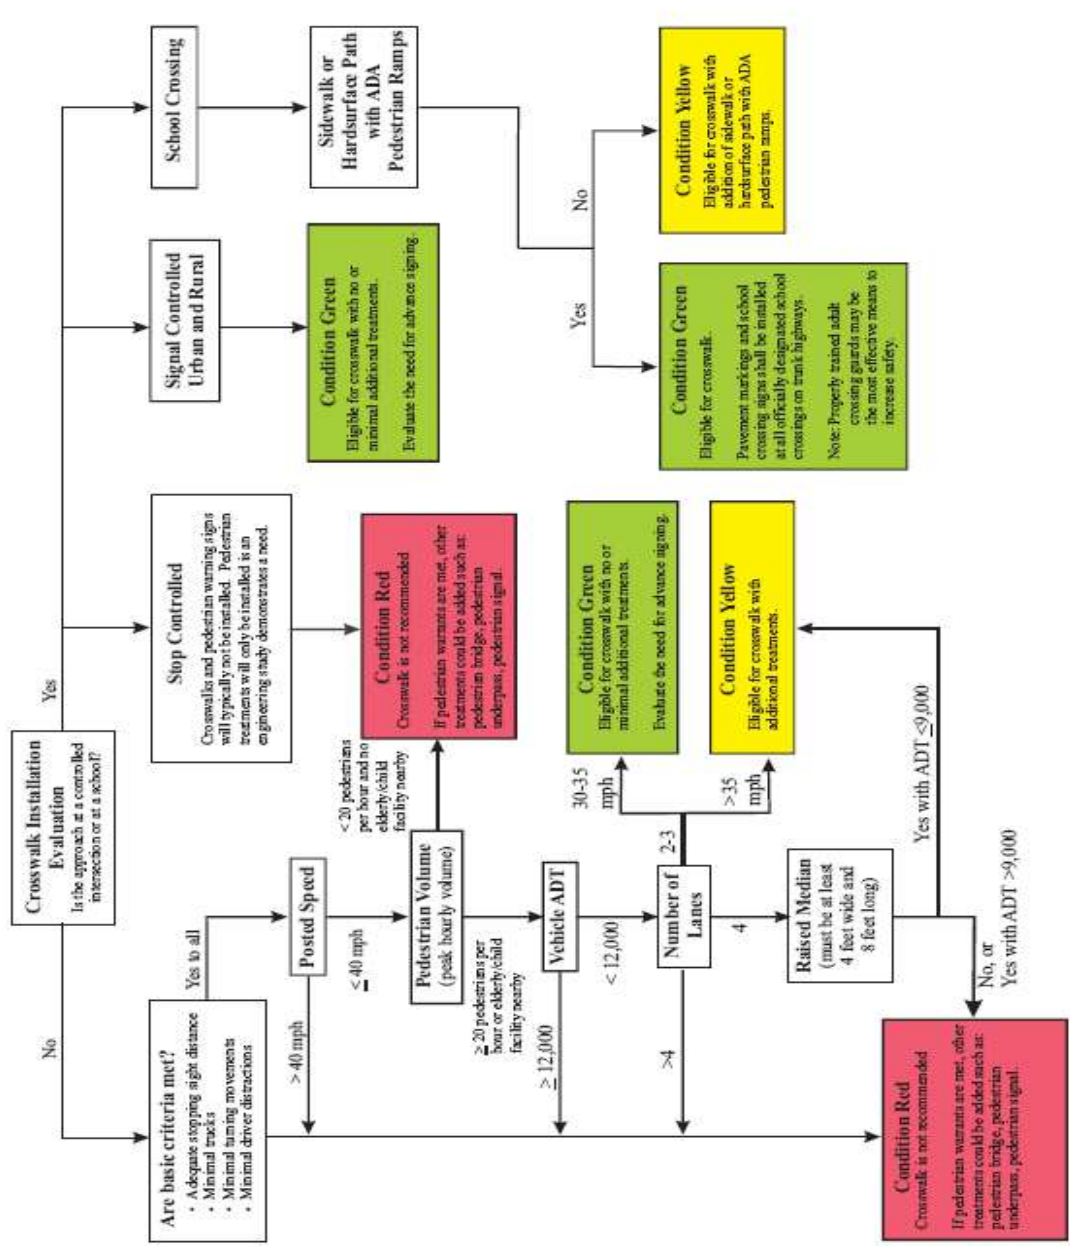 Crosswalk Installation
Evaluation
Is the approach at a controlled
intersection or at a school?
No
Yes
Are basic criteria met?
• Adequate stopping sight distance
• Minimal trucks
• Minimal turning movements
• Minimal driver distractions
Yes to all
Posted Speed
> 40 mph
≤ 40 mph
Pedestrian Volume
(peak hourly volume)
< 20 pedestrians
per hour and no
elderly/child
facility nearby
≥ 20 pedestrians per
hour or elderly/child
facility nearby
Vehicle ADT
≥ 12,000
< 12,000
Number of
Lanes
>4
4
2-3
30-35
mph
>35
mph
Raised Median
(must be at least
4 feet wide and
8 feet long)
Yes with ADT ≤9,000
No, or
Yes with ADT >9,000
Condition Red
Crosswalk is not recommended
If pedestrian warrants are met, other
treatments could be added such as:
pedestrian bridge, pedestrian
underpass, pedestrian signal.
Stop Controlled
Crosswalks and pedestrian warning signs
will typically not be installed. Pedestrian
treatments will only be installed is an
engineering study demonstrates a need.
Condition Red
Crosswalk is not recommended
If pedestrian warrants are met, other
treatments could be added such as:
pedestrian bridge, pedestrian
underpass, pedestrian signal.
Condition Green
Eligible for crosswalk with no or
minimal additional treatments.
Evaluate the need for advance signing.
Condition Yellow
Eligible for crosswalk with
additional treatments.
Signal Controlled
Urban and Rural
Condition Green
Eligible for crosswalk with no or
minimal additional treatments.
Evaluate the need for advance signing.
School Crossing
Sidewalk or
Hardsurface Path
with ADA
Pedestrian Ramps
Yes
No
Condition Green
Eligible for crosswalk.
Pavement markings and school
crossing signs shall be installed
at all officially designated school
crossings on trunk highways.
Note: Properly trained adult
crossing guards may be
the most effective means to
increase safety.
Condition Yellow
Eligible for crosswalk with
addition of sidewalk or
hardsurface path with ADA
pedestrian ramps.